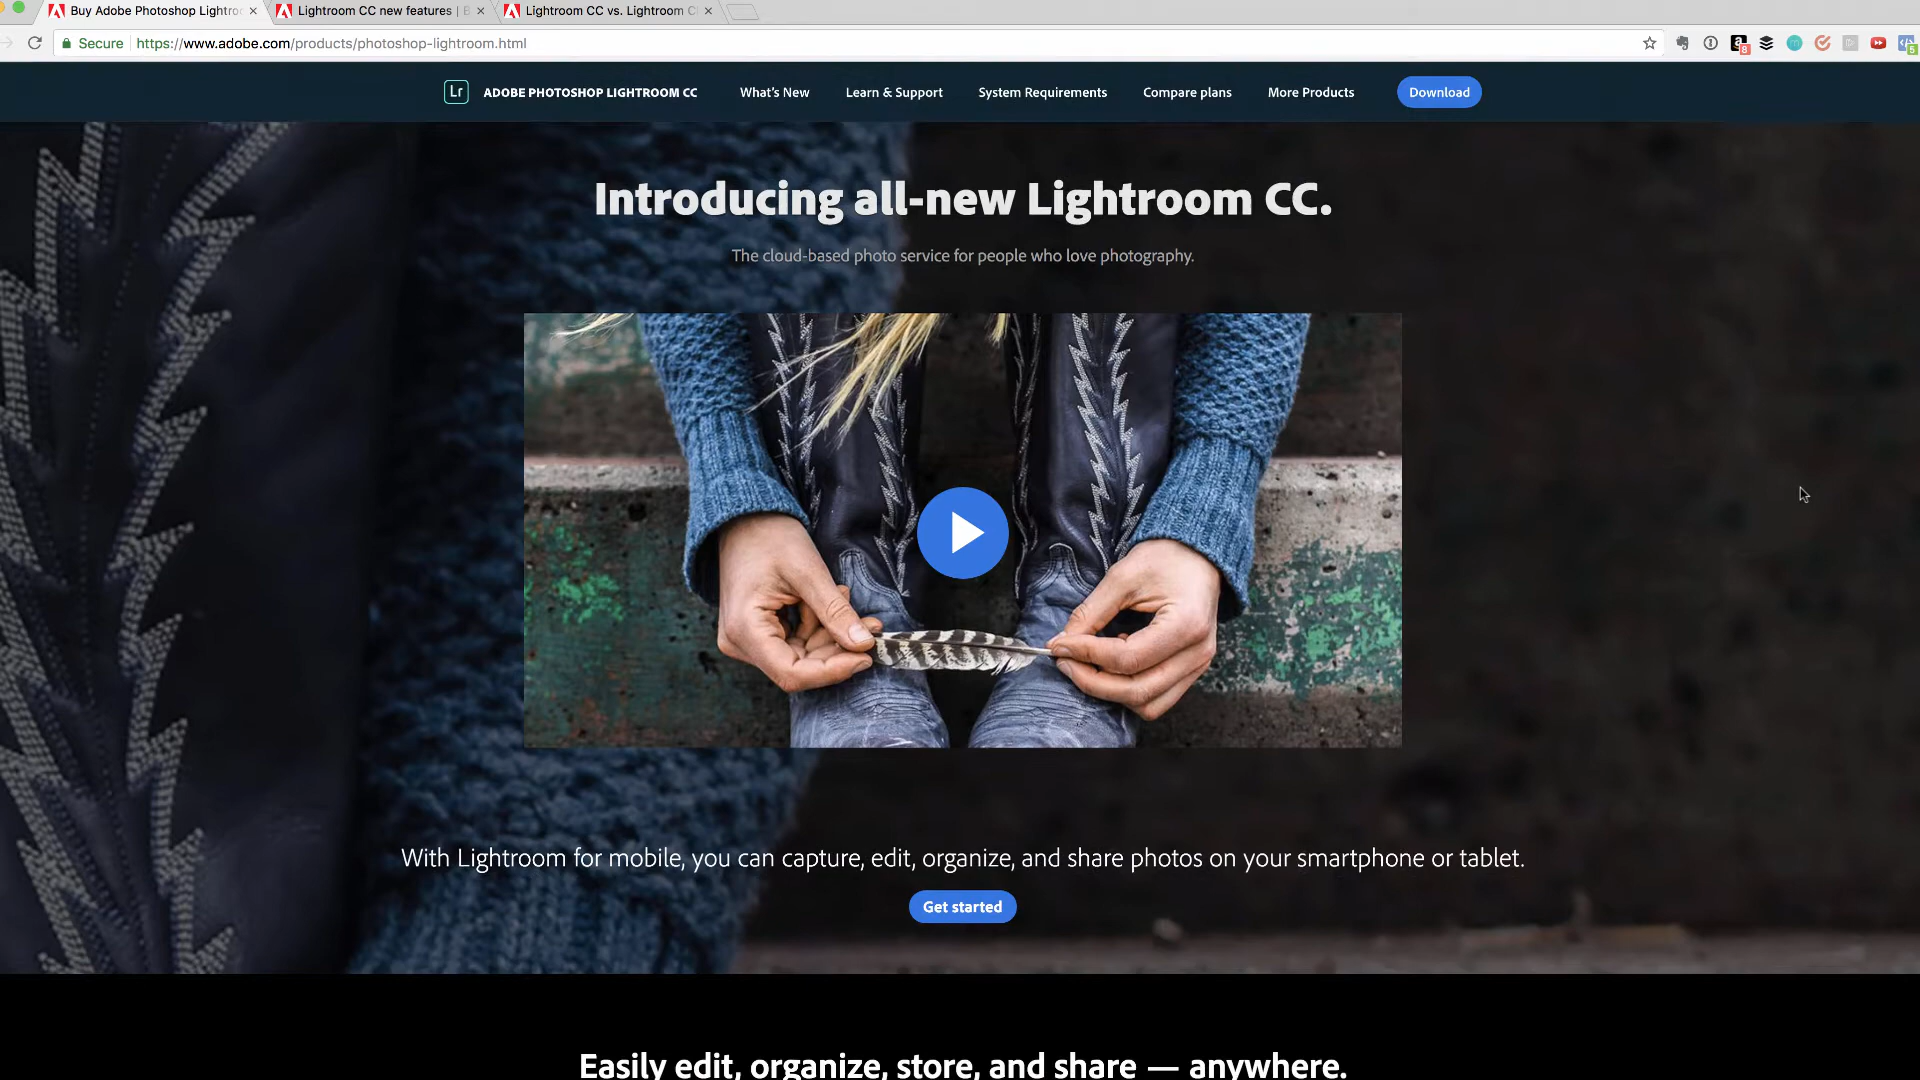 Buy Adobe Photoshop Lightro
Lightroom CC new features | B
Lightroom CC vs. Lightroom C
Secure https://www.adobe.com/products/photoshop-lightroom.html
8
5
Lr ADOBE PHOTOSHOP LIGHTROOM CC What's New Learn & Support System Requirements Compare plans More Products Download
Introducing all-new Lightroom CC.
The cloud-based photo service for people who love photography.
With Lightroom for mobile, you can capture, edit, organize, and share photos on your smartphone or tablet.
Get started
Easily edit, organize, store, and share — anywhere.